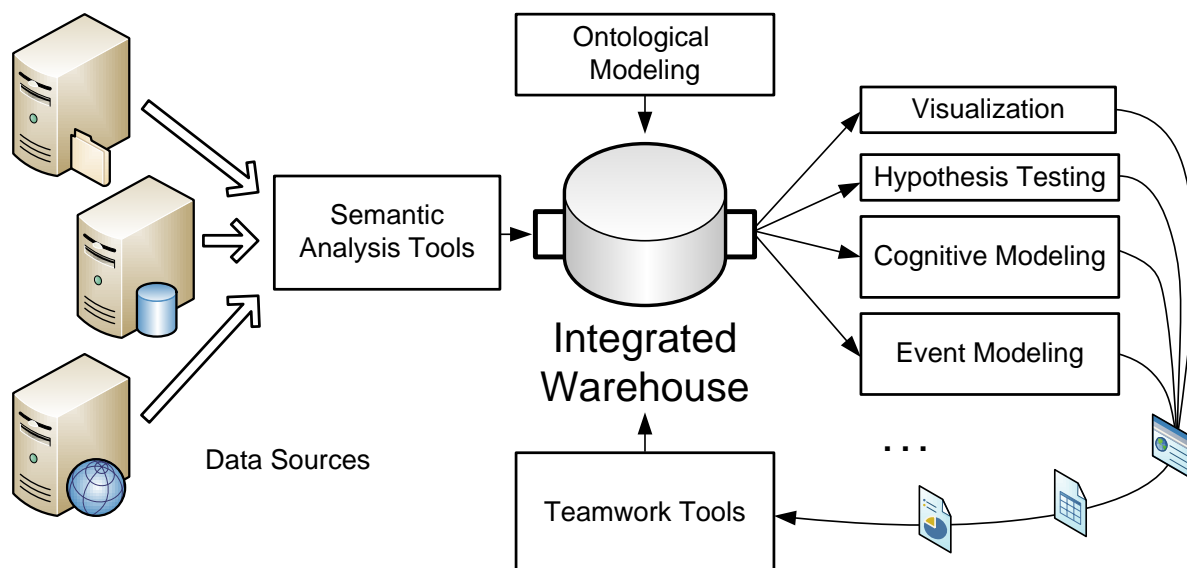 Ontological
Modeling
Visualization
Hypothesis Testing
Semantic
Analysis Tools
Cognitive Modeling
Integrated
Warehouse
Event Modeling
Data Sources
...
Teamwork Tools